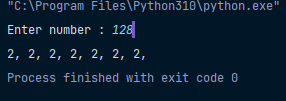 "C:\Program Files\Python310\python.exe"
Enter number : 128
2, 2, 2, 2, 2, 2, 2,
Process finished with exit code 0